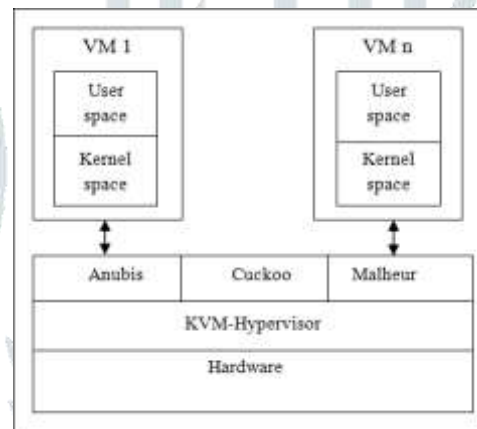 VM 1
User
space
Kernel
space
VM n
User
space
Kernel
space
Anubis Cuckoo Malheur
KVM-Hypervisor
Hardware